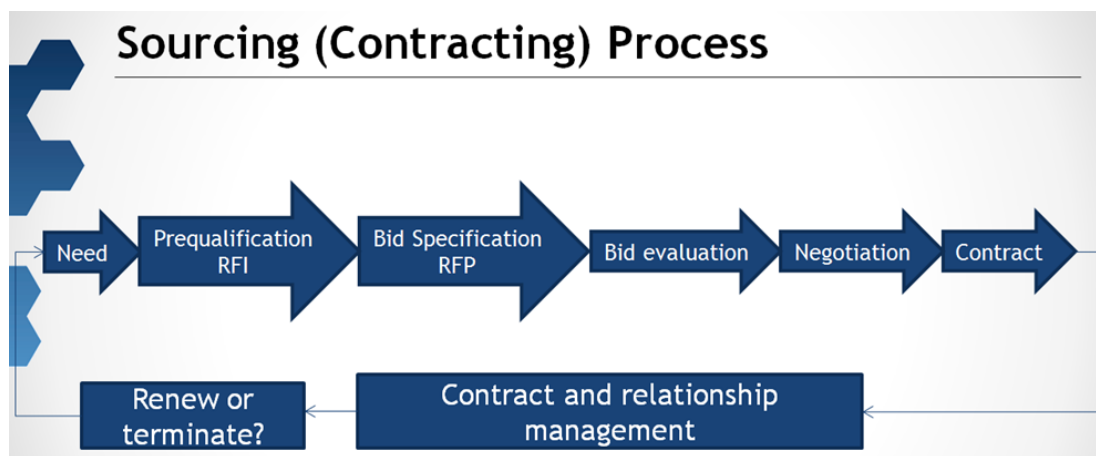 Sourcing (Contracting) Process
Need
Prequalification
RFI
Bid Specification
RFP
Bid evaluation
Negotiation
Contract
Renew or
terminate?
Contract and relationship
management